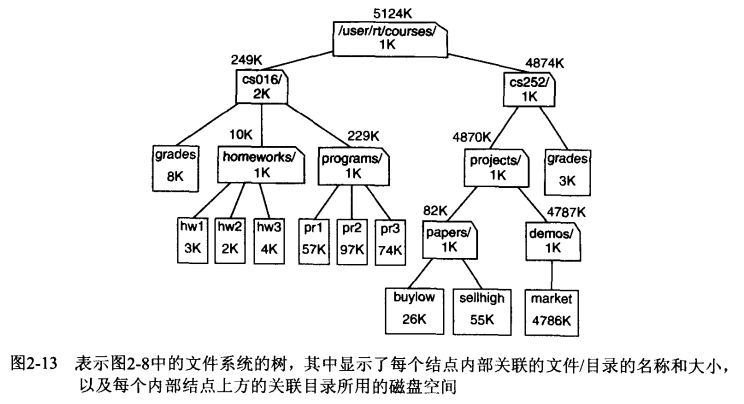 5124K
/user/rt/courses/
1K
249K
4874K
cs016/
2K
cs252/
1K
10K
229K
4870K
grades
8K
homeworks/
1K
programs/
1K
projects/
1K
grades
3K
82K
4787K
hw1
3K
hw2
2K
hw3
4K
pr1
57K
pr2
97K
pr3
74K
papers/
1K
demos/
1K
buylow
26K
sellhigh
55K
market
4786K
图2-13 表示图2-8中的文件系统的树，其中显示了每个结点内部关联的文件/目录的名称和大小，
以及每个内部结点上方的关联目录所用的磁盘空间